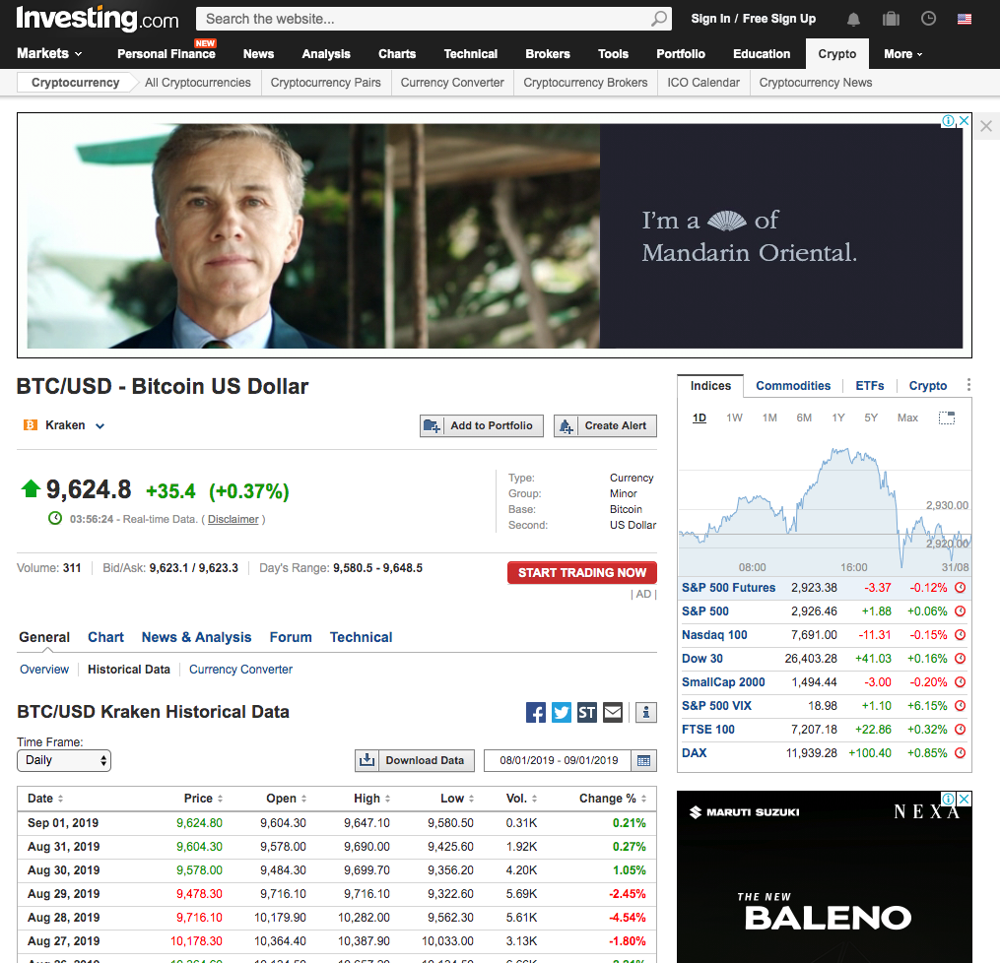 Investing.com
Search the website...
Sign In / Free Sign Up
Markets
Personal Finance
NEW
News
Analysis
Charts
Technical
Brokers
Tools
Portfolio
Education
Crypto
More
Cryptocurrency
All Cryptocurrencies
Cryptocurrency Pairs
Currency Converter
Cryptocurrency Brokers
ICO Calendar
Cryptocurrency News
I'm a of
Mandarin Oriental.
BTC/USD - Bitcoin US Dollar
Kraken
Add to Portfolio
Create Alert
9,624.8 +35.4 (+0.37%)
03:56:24 - Real-time Data. ( Disclaimer )
Type: Currency
Group: Minor
Base: Bitcoin
Second: US Dollar
Volume: 311
Bid/Ask: 9,623.1 / 9,623.3
Day's Range: 9,580.5 - 9,648.5
START TRADING NOW
| AD |
General
Chart
News & Analysis
Forum
Technical
Overview
Historical Data
Currency Converter
BTC/USD Kraken Historical Data
ST
Time Frame:
Daily
Download Data
08/01/2019 - 09/01/2019
Date Price Open High Low Vol. Change %
Sep 01, 2019 9,624.80 9,604.30 9,647.10 9,580.50 0.31K 0.21%
Aug 31, 2019 9,604.30 9,578.00 9,690.00 9,425.60 1.92K 0.27%
Aug 30, 2019 9,578.00 9,484.30 9,699.70 9,356.20 4.20K 1.05%
Aug 29, 2019 9,478.30 9,716.10 9,716.10 9,322.60 5.69K -2.45%
Aug 28, 2019 9,716.10 10,179.90 10,282.00 9,562.30 5.61K -4.54%
Aug 27, 2019 10,178.30 10,364.40 10,387.90 10,033.00 3.13K -1.80%
Indices
Commodities
ETFs
Crypto
1D 1W 1M 6M 1Y 5Y Max
2,930.00
2,920.00
08:00 16:00 31/08
S&P 500 Futures 2,923.38 -3.37 -0.12%
S&P 500 2,926.46 +1.88 +0.06%
Nasdaq 100 7,691.00 -11.31 -0.15%
Dow 30 26,403.28 +41.03 +0.16%
SmallCap 2000 1,494.44 -3.00 -0.20%
S&P 500 VIX 18.98 +1.10 +6.15%
FTSE 100 7,207.18 +22.86 +0.32%
DAX 11,939.28 +100.40 +0.85%
MARUTI SUZUKI
NEXA
THE NEW
BALENO